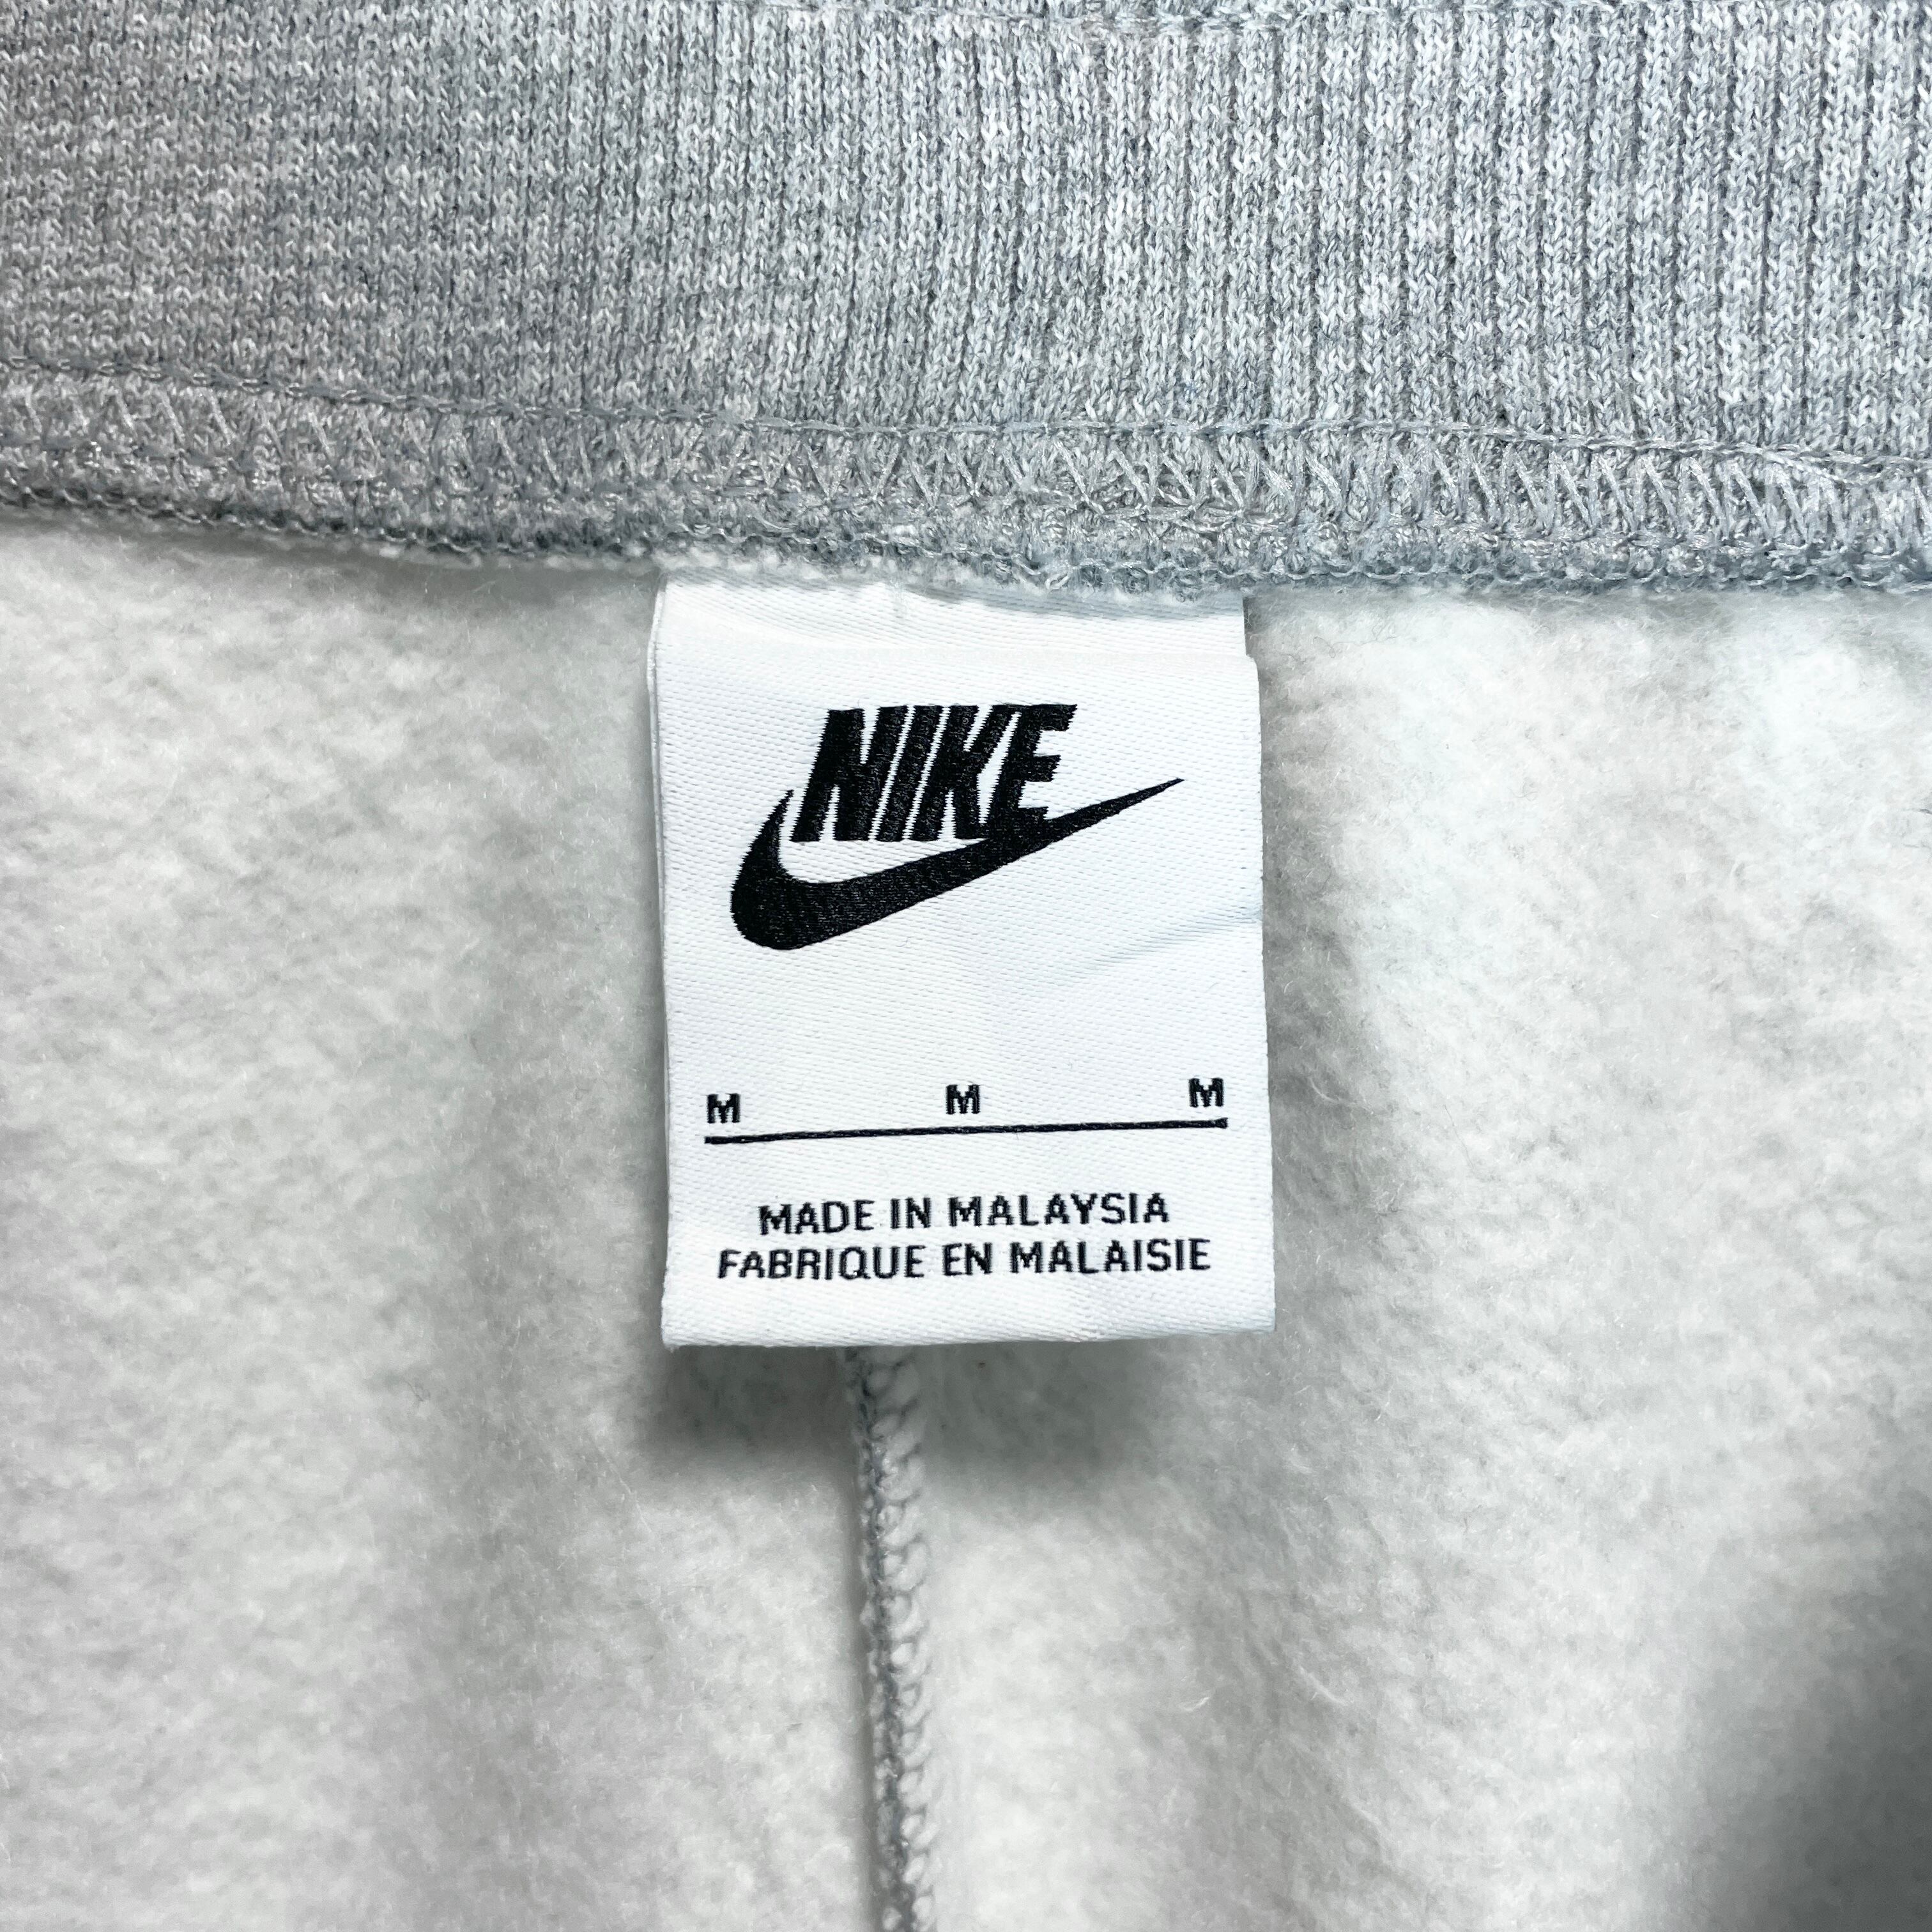 NIKE
M M M
MADE IN MALAYSIA
FABRIQUE EN MALAISIE